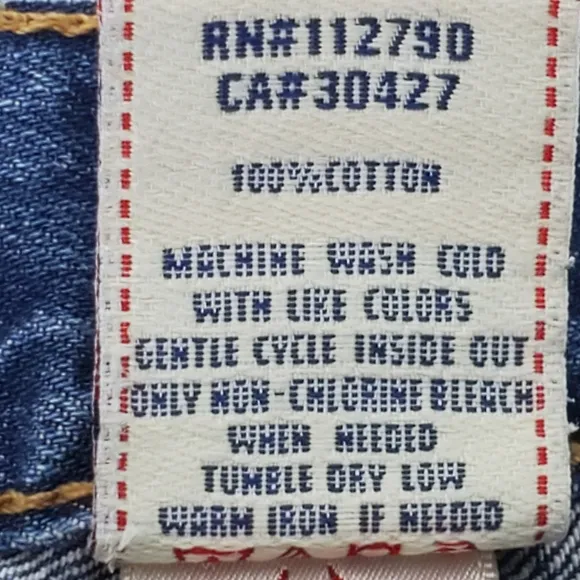 RN#112790
CA#30427
100%COTTON
MACHINE WASH COLD
WITH LIKE COLORS
GENTLE CYCLE INSIDE OUT
ONLY NON-CHLORINE BLEACH
WHEN NEEDED
TUMBLE DRY LOW
WARM IRON IF NEEDED